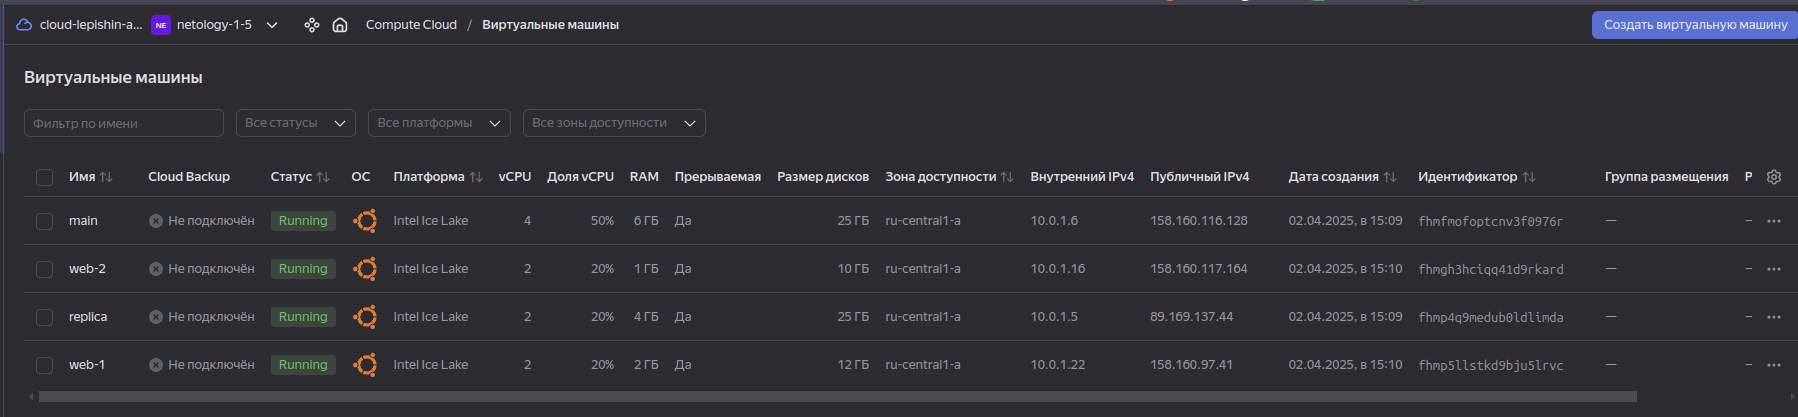 cloud-lepishin-a... NE netology-1-5 Compute Cloud / Виртуальные машины Создать виртуальную машину
Виртуальные машины
Фильтр по имени Все статусы Все платформы Все зоны доступности
Имя Cloud Backup Статус ОС Платформа vCPU Доля vCPU RAM Прерываемая Размер дисков Зона доступности Внутренний IPv4 Публичный IPv4 Дата создания Идентификатор Группа размещения Р
main Не подключён Running Intel Ice Lake 4 50% 6 ГБ Да 25 ГБ ru-central1-a 10.0.1.6 158.160.116.128 02.04.2025, в 15:09 fhmfmofoptcnv3f0976r — –
web-2 Не подключён Running Intel Ice Lake 2 20% 1 ГБ Да 10 ГБ ru-central1-a 10.0.1.16 158.160.117.164 02.04.2025, в 15:10 fhmgh3hciqq41d9rkard — –
replica Не подключён Running Intel Ice Lake 2 20% 4 ГБ Да 25 ГБ ru-central1-a 10.0.1.5 89.169.137.44 02.04.2025, в 15:09 fhmp4q9medub0ldlimda — –
web-1 Не подключён Running Intel Ice Lake 2 20% 2 ГБ Да 12 ГБ ru-central1-a 10.0.1.22 158.160.97.41 02.04.2025, в 15:10 fhmp5llstkd9bju5lrvc — –